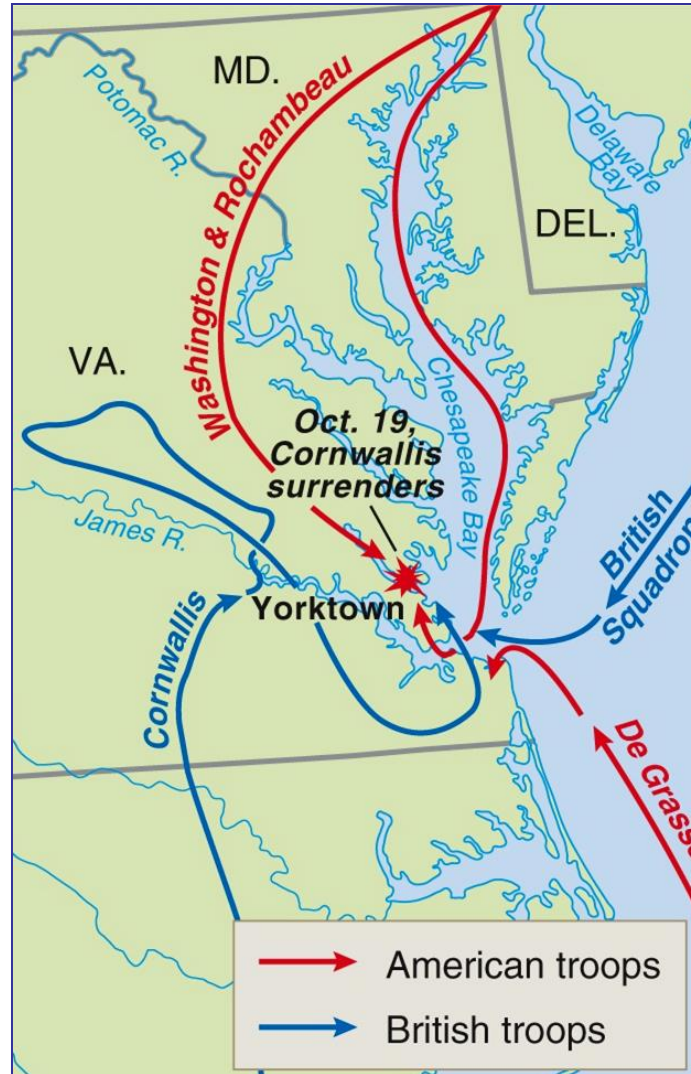 MD.
Potomac R.
Washington & Rochambeau
Delaware
Bay
DEL.
VA.
Oct. 19,
Cornwallis
surrenders
Chesapeake Bay
James R.
British
Squadron
Yorktown
Cornwallis
De Grasse
American troops
British troops